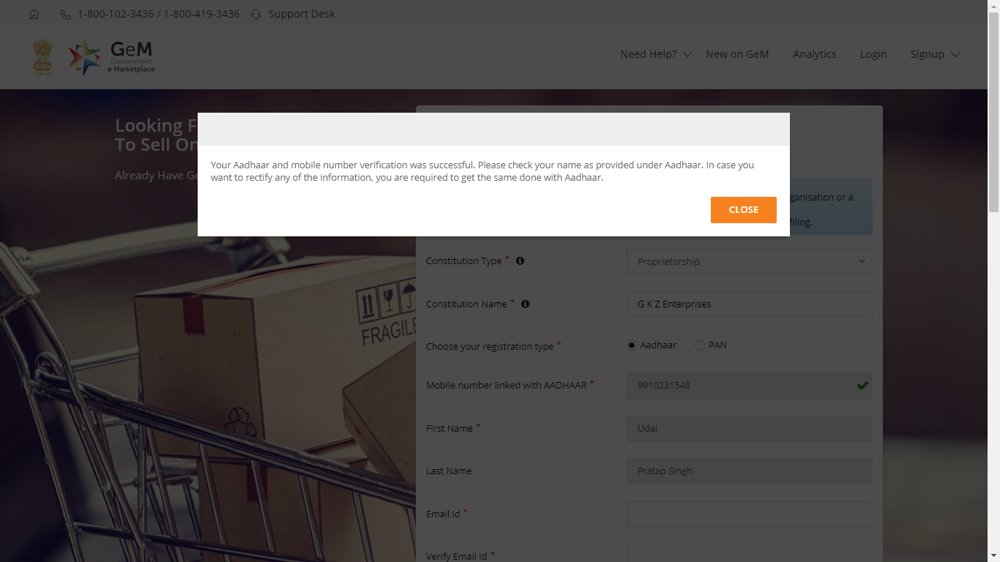 1-800-102-3436 / 1-800-419-3436 Support Desk
GeM
Government
e Marketplace
Need Help? New on GeM Analytics Login Signup
Looking F
To Sell On
Already Have Ge
Your Aadhaar and mobile number verification was successful. Please check your name as provided under Aadhaar. In case you
want to rectify any of the information, you are required to get the same done with Aadhaar.
CLOSE
ganisation or a
filing.
Constitution Type * Proprietorship
Constitution Name * G K Z Enterprises
Choose your registration type * Aadhaar PAN
Mobile number linked with AADHAAR * 9910231548
First Name * Udai
Last Name Pratap Singh
Email Id *
Verify Email Id *
FRAGILE